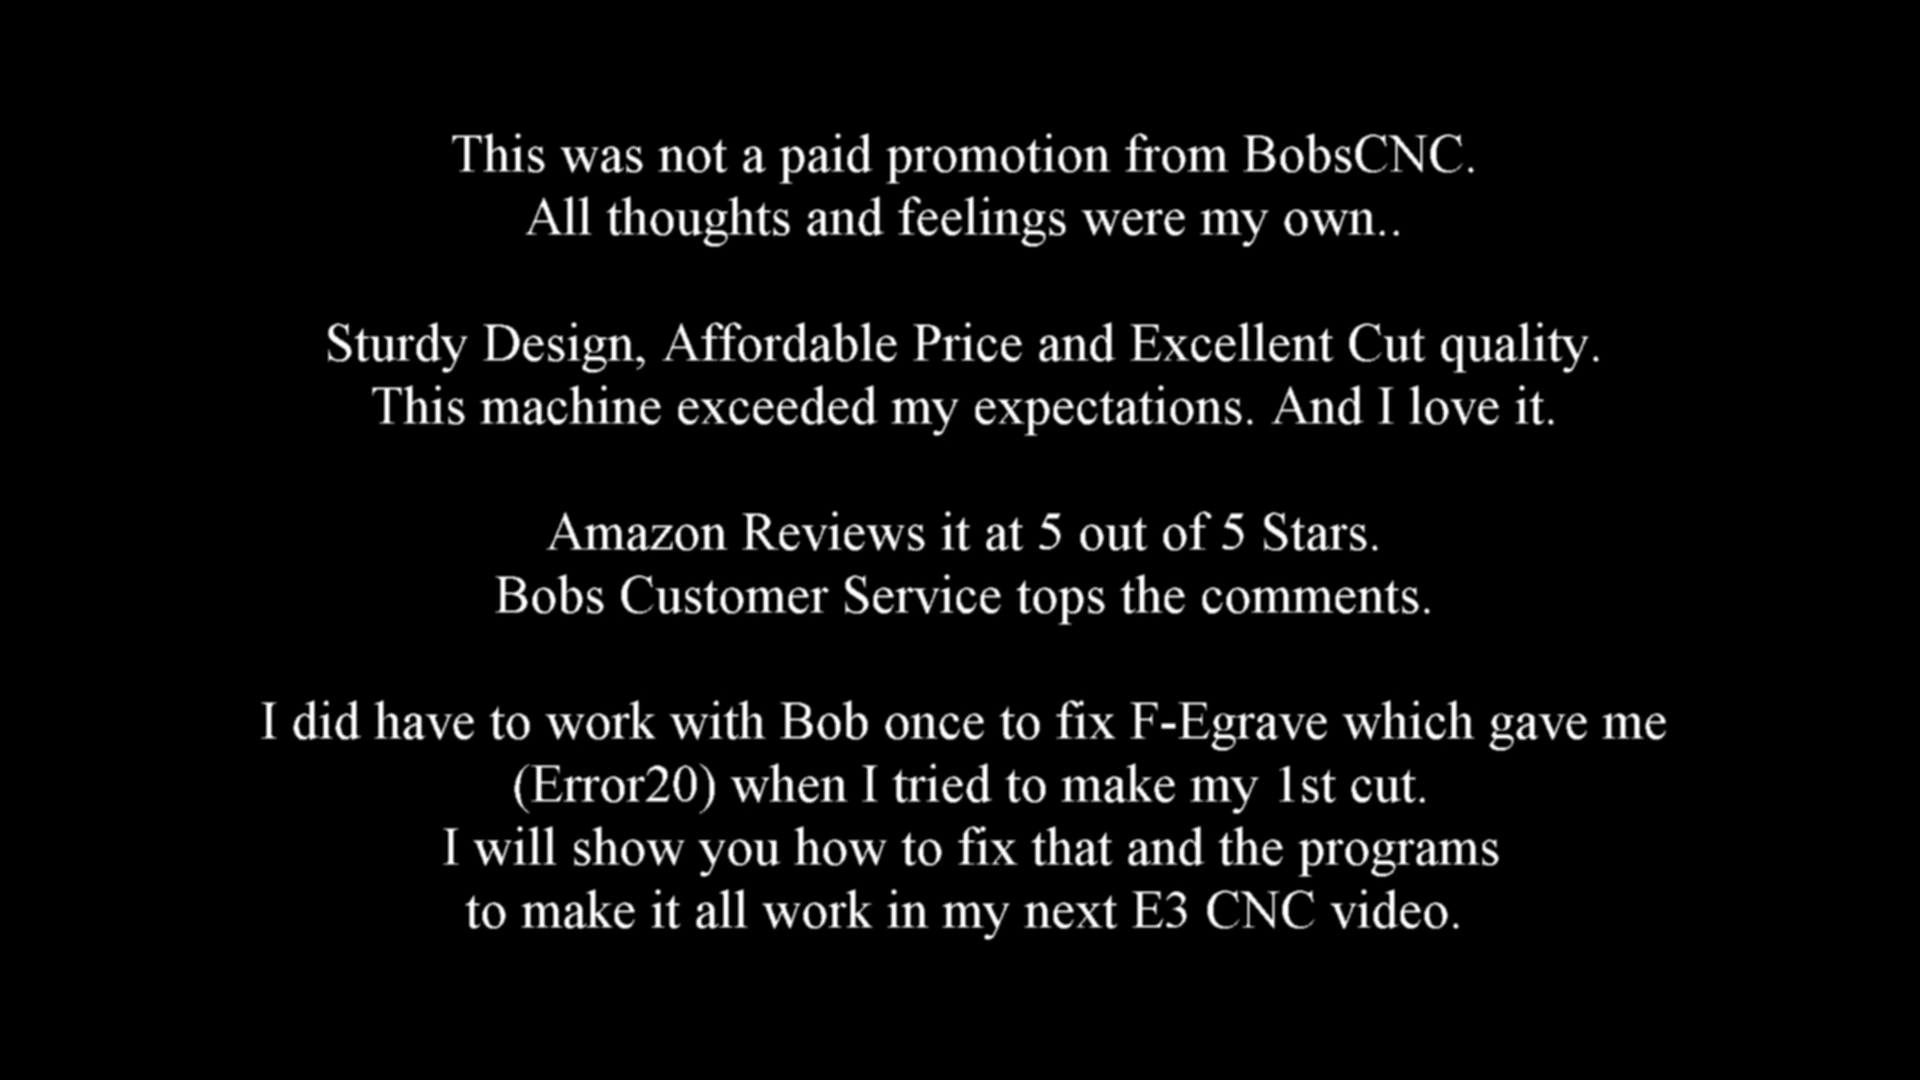 This was not a paid promotion from BobsCNC.
All thoughts and feelings were my own..
Sturdy Design, Affordable Price and Excellent Cut quality.
This machine exceeded my expectations. And I love it.
Amazon Reviews it at 5 out of 5 Stars.
Bobs Customer Service tops the comments.
I did have to work with Bob once to fix F-Egrave which gave me
(Error20) when I tried to make my 1st cut.
I will show you how to fix that and the programs
to make it all work in my next E3 CNC video.